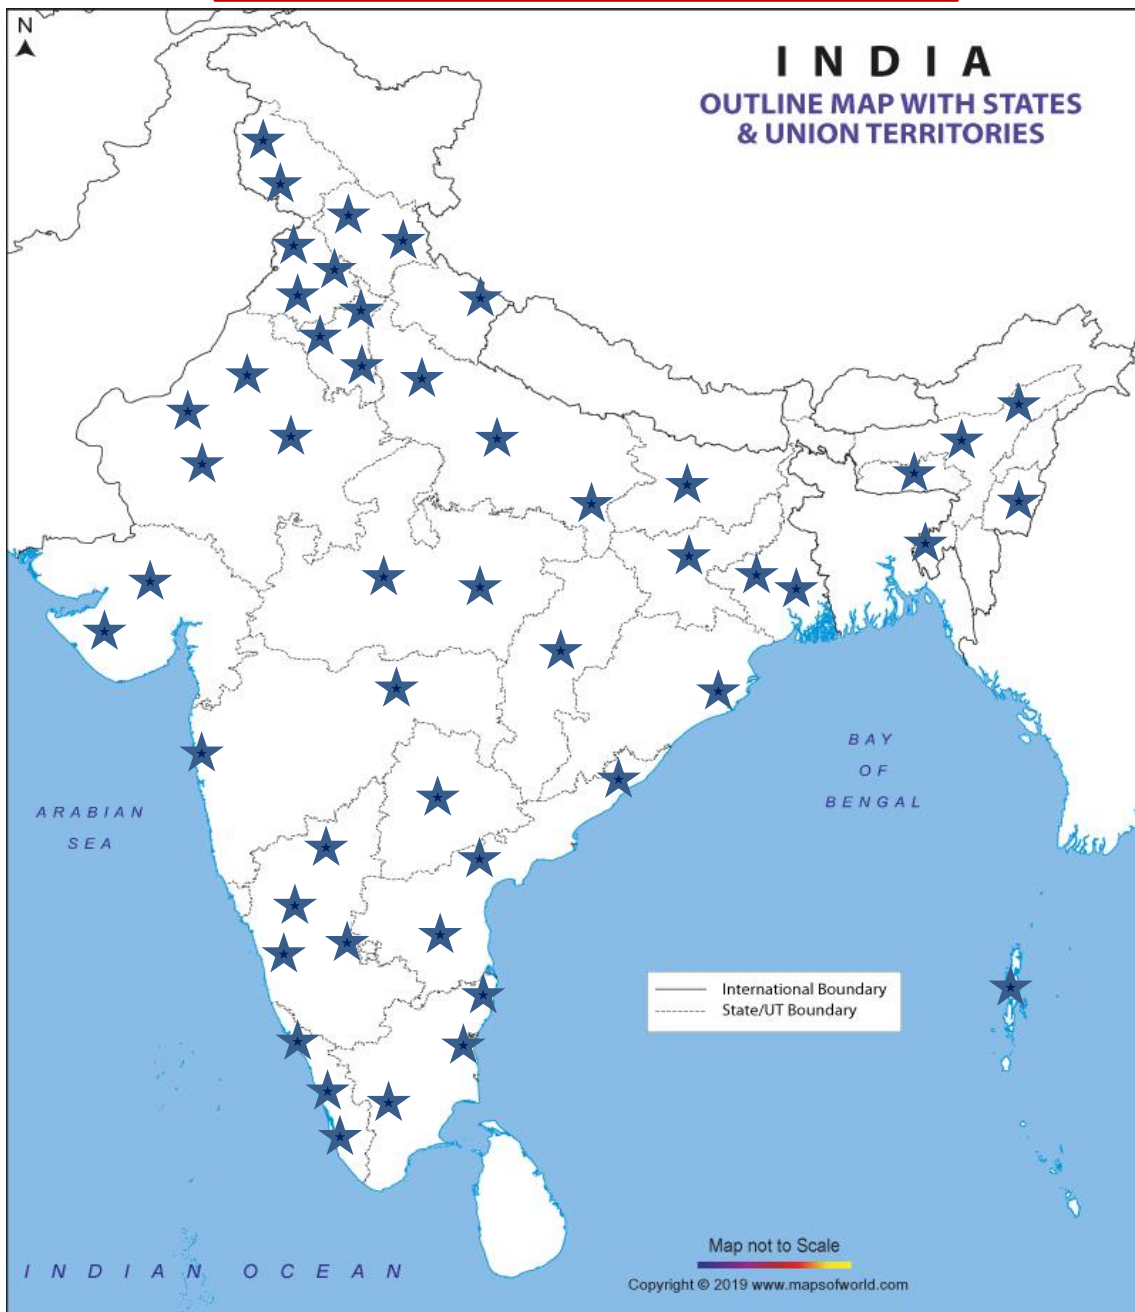 N
INDIA
OUTLINE MAP WITH STATES
& UNION TERRITORIES
BAY
OF
BENGAL
ARABIAN
SEA
International Boundary
State/UT Boundary
Map not to Scale
INDIAN OCEAN
Copyright © 2019 www.mapsofworld.com